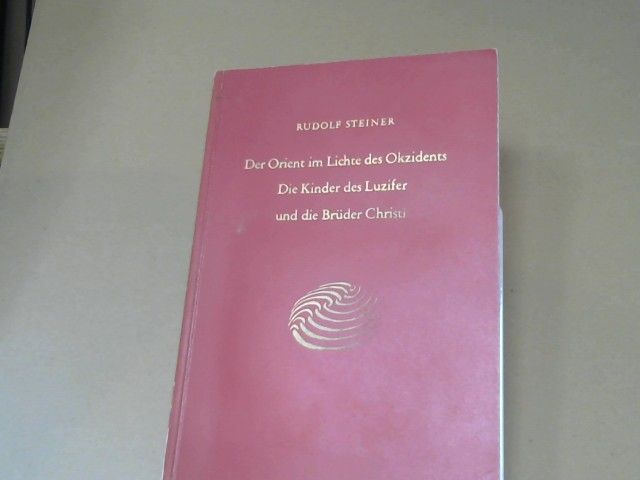 RUDOLF STEINER
Der Orient im Lichte des Okzidents
Die Kinder des Luzifer
und die Brüder Christi